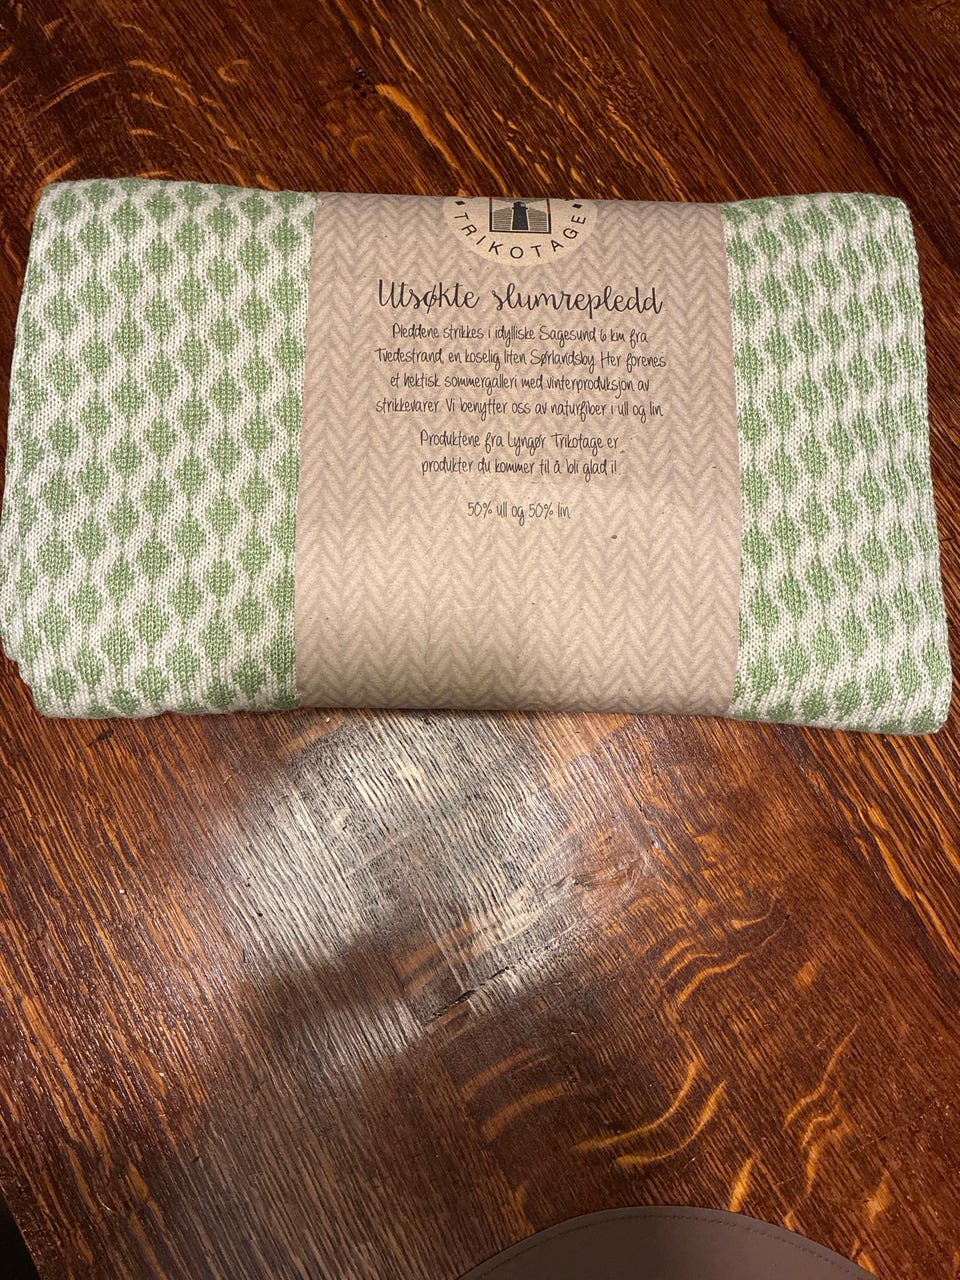 TRIKOTAGE
Utsøkte slumrepledd
Pleddene strikkes i idylliske Sagesund 6 km fra
Tvedestrand, en koselig liten Sørlandsby. Her forenes
et hektisk sommergalleri med vinterproduksjon av
strikkevarer. Vi benytter oss av naturfiber i ull og lin.
Produktene fra Lyngør Trikotage er
produkter du kommer til å bli glad i!
50% ull og 50% lin